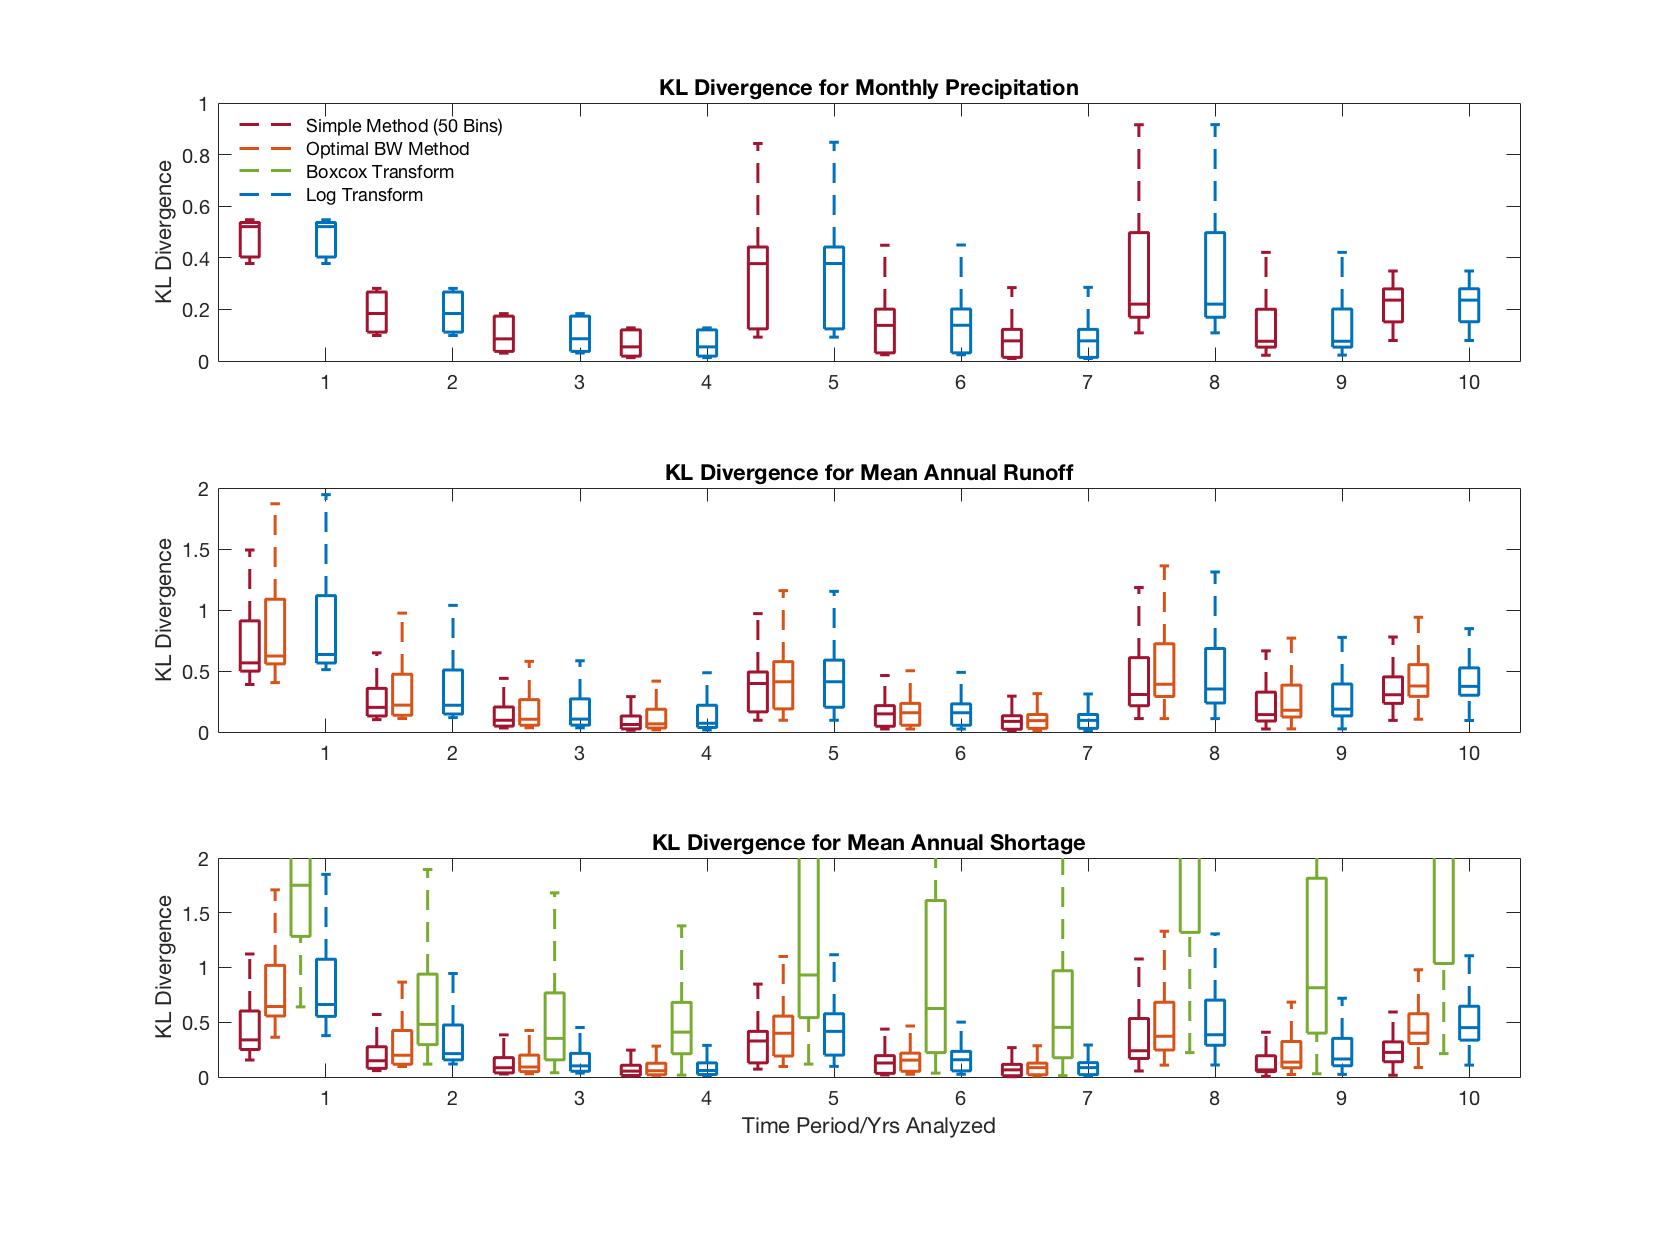 KL Divergence for Monthly Precipitation
KL Divergence
1
0.8
0.6
0.4
0.2
0
Simple Method (50 Bins)
Optimal BW Method
Boxcox Transform
Log Transform
1 2 3 4 5 6 7 8 9 10
KL Divergence for Mean Annual Runoff
KL Divergence
2
1.5
1
0.5
0
1 2 3 4 5 6 7 8 9 10
KL Divergence for Mean Annual Shortage
KL Divergence
2
1.5
1
0.5
0
1 2 3 4 5 6 7 8 9 10
Time Period/Yrs Analyzed